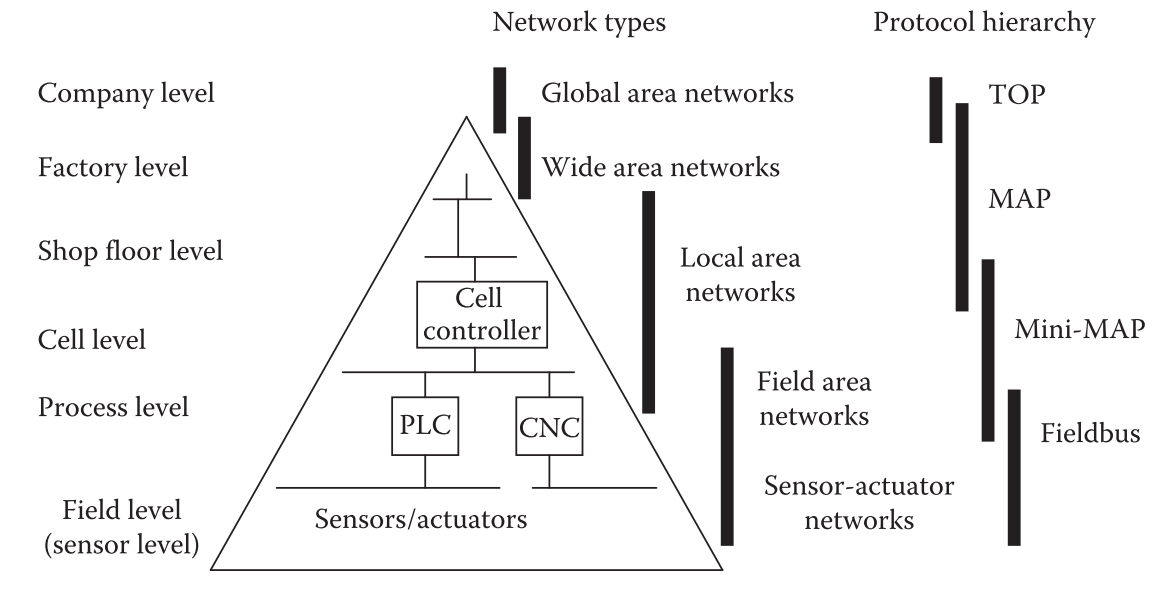 Network types
Protocol hierarchy
Company level
Global area networks
TOP
Factory level
Wide area networks
MAP
Shop floor level
Local area
networks
Cell
controller
Cell level
Mini-MAP
Process level
Field area
networks
PLC
CNC
Fieldbus
Sensor-actuator
networks
Field level
(sensor level)
Sensors/actuators